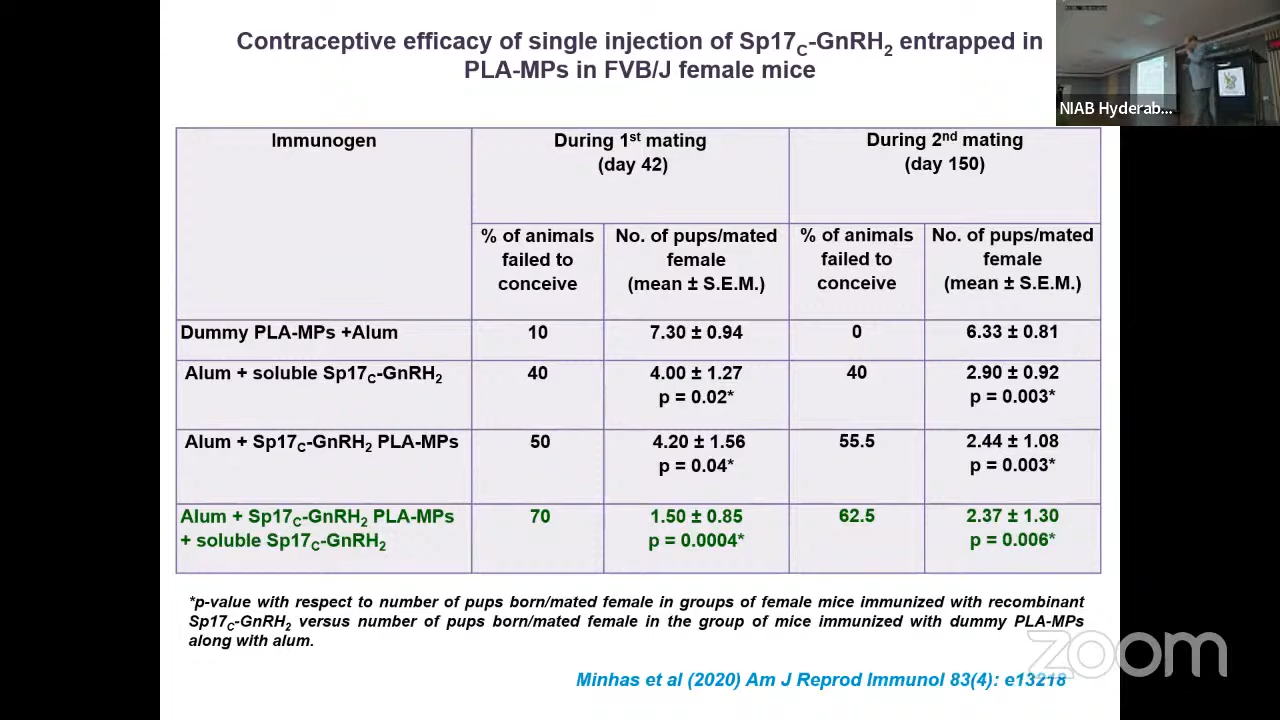 Contraceptive efficacy of single injection of Sp17C-GnRH2 entrapped in
PLA-MPs in FVB/J female mice
NIAB Hyderab...
Immunogen
During 1st mating
(day 42)
During 2nd mating
(day 150)
% of animals
failed to
conceive
No. of pups/mated
female
(mean ± S.E.M.)
% of animals
failed to
conceive
No. of pups/mated
female
(mean ± S.E.M.)
Dummy PLA-MPs +Alum
10
7.30 ± 0.94
0
6.33 ± 0.81
Alum + soluble Sp17C-GnRH2
40
4.00 ± 1.27
p = 0.02*
40
2.90 ± 0.92
p = 0.003*
Alum + Sp17C-GnRH2 PLA-MPs
50
4.20 ± 1.56
p = 0.04*
55.5
2.44 ± 1.08
p = 0.003*
Alum + Sp17C-GnRH2 PLA-MPs
+ soluble Sp17C-GnRH2
70
1.50 ± 0.85
p = 0.0004*
62.5
2.37 ± 1.30
p = 0.006*
*p-value with respect to number of pups born/mated female in groups of female mice immunized with recombinant
Sp17C-GnRH2 versus number of pups born/mated female in the group of mice immunized with dummy PLA-MPs
along with alum.
zoom
Minhas et al (2020) Am J Reprod Immunol 83(4): e13218